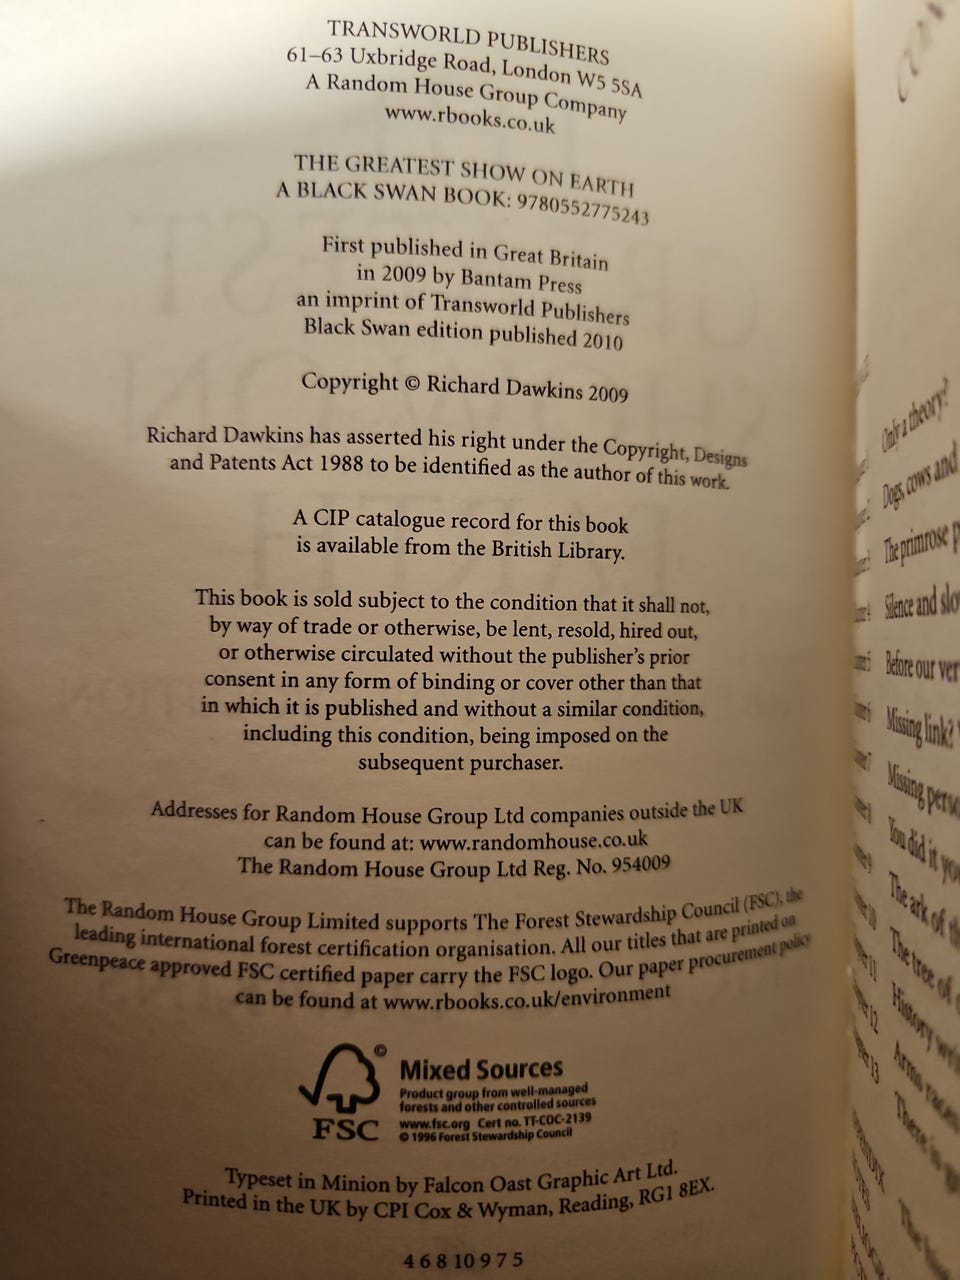 TRANSWORLD PUBLISHERS
61–63 Uxbridge Road, London W5 5SA
A Random House Group Company
www.rbooks.co.uk
THE GREATEST SHOW ON EARTH
A BLACK SWAN BOOK: 9780552775243
First published in Great Britain
in 2009 by Bantam Press
an imprint of Transworld Publishers
Black Swan edition published 2010
Copyright © Richard Dawkins 2009
Richard Dawkins has asserted his right under the Copyright, Designs
and Patents Act 1988 to be identified as the author of this work.
A CIP catalogue record for this book
is available from the British Library.
This book is sold subject to the condition that it shall not,
by way of trade or otherwise, be lent, resold, hired out,
or otherwise circulated without the publisher's prior
consent in any form of binding or cover other than that
in which it is published and without a similar condition,
including this condition, being imposed on the
subsequent purchaser.
Addresses for Random House Group Ltd companies outside the UK
can be found at: www.randomhouse.co.uk
The Random House Group Ltd Reg. No. 954009
The Random House Group Limited supports The Forest Stewardship Council (FSC), the
leading international forest certification organisation. All our titles that are printed on
Greenpeace approved FSC certified paper carry the FSC logo. Our paper procurement policy
can be found at www.rbooks.co.uk/environment
FSC ©
Mixed Sources
Product group from well-managed
forests and other controlled sources
www.fsc.org Cert no. TT-COC-2139
© 1996 Forest Stewardship Council
Typeset in Minion by Falcon Oast Graphic Art Ltd.
Printed in the UK by CPI Cox & Wyman, Reading, RG1 8EX.
4 6 8 10 9 7 5
Only a theory?
Dogs, cows and
The primrose
Silence and
Before our
Missing link?
Missing
You did it
The ark of
The tree of
History
Arms races
There is